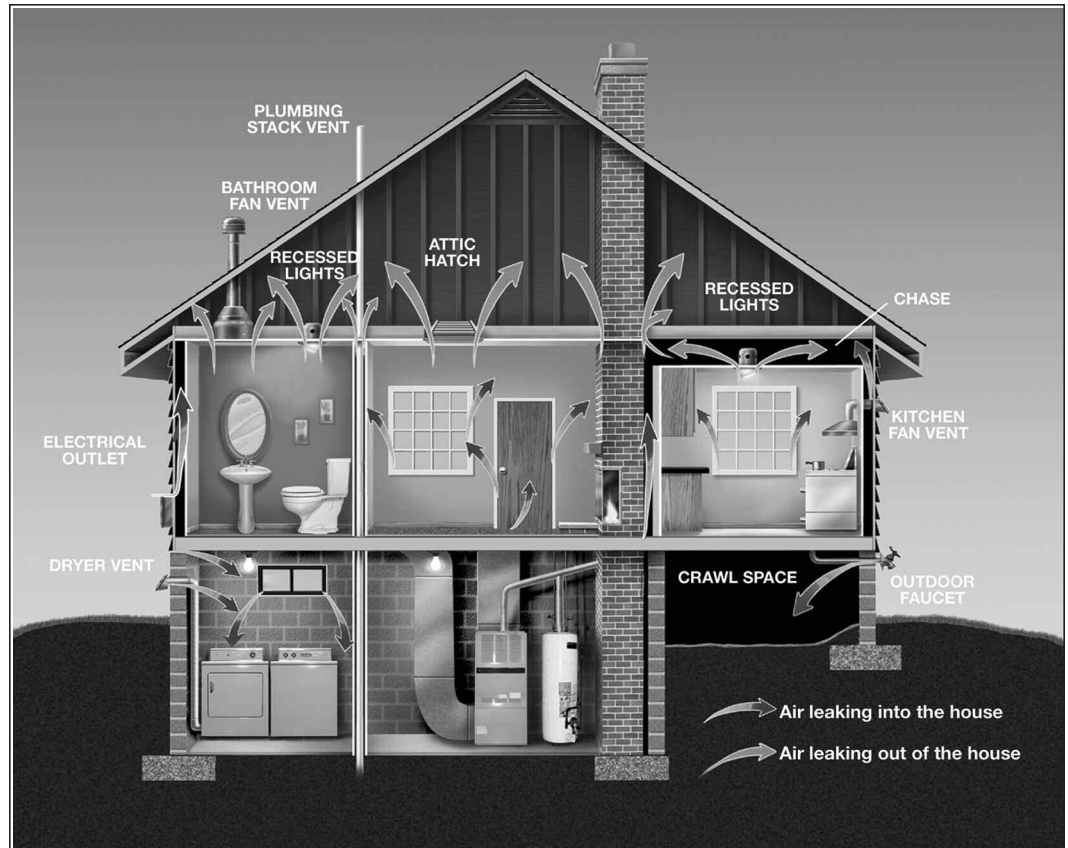 PLUMBING
STACK VENT
BATHROOM
FAN VENT
RECESSED
LIGHTS
ATTIC
HATCH
RECESSED
LIGHTS
CHASE
ELECTRICAL
OUTLET
KITCHEN
FAN VENT
DRYER VENT
CRAWL SPACE
OUTDOOR
FAUCET
Air leaking into the house
Air leaking out of the house